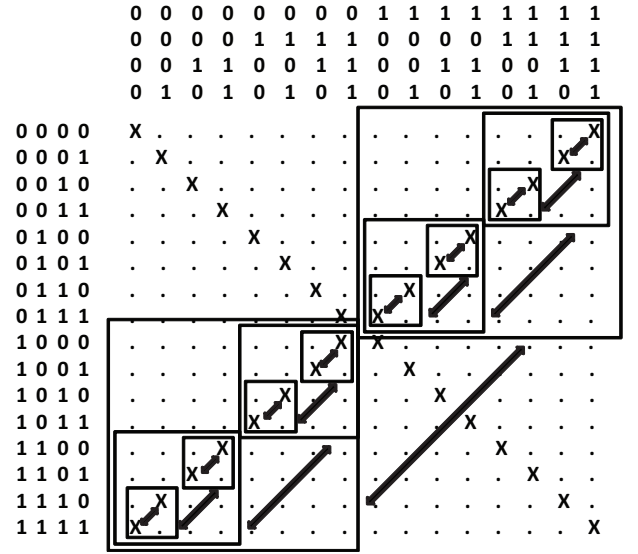 0 0 0 0 0 0 0 0 1 1 1 1 1 1 1 1
0 0 0 0 1 1 1 1 0 0 0 0 1 1 1 1
0 0 1 1 0 0 1 1 0 0 1 1 0 0 1 1
0 1 0 1 0 1 0 1 0 1 0 1 0 1 0 1
0 0 0 0 X . . . . . . . . . . . . . . X
0 0 0 1 . X . . . . . . . . . . . . X .
0 0 1 0 . . X . . . . . . . . . . X . .
0 0 1 1 . . . X . . . . . . . . X . . .
0 1 0 0 . . . . X . . . . . . X . . . .
0 1 0 1 . . . . . X . . . . X . . . . .
0 1 1 0 . . . . . . X . . X . . . . . .
0 1 1 1 . . . . . . . X X . . . . . . .
1 0 0 0 . . . . . . . X X . . . . . . .
1 0 0 1 . . . . . . X . . X . . . . . .
1 0 1 0 . . . . . X . . . . X . . . . .
1 0 1 1 . . . . X . . . . . . X . . . .
1 1 0 0 . . . X . . . . . . . . X . . .
1 1 0 1 . . X . . . . . . . . . . X . .
1 1 1 0 . X . . . . . . . . . . . . X .
1 1 1 1 X . . . . . . . . . . . . . . X